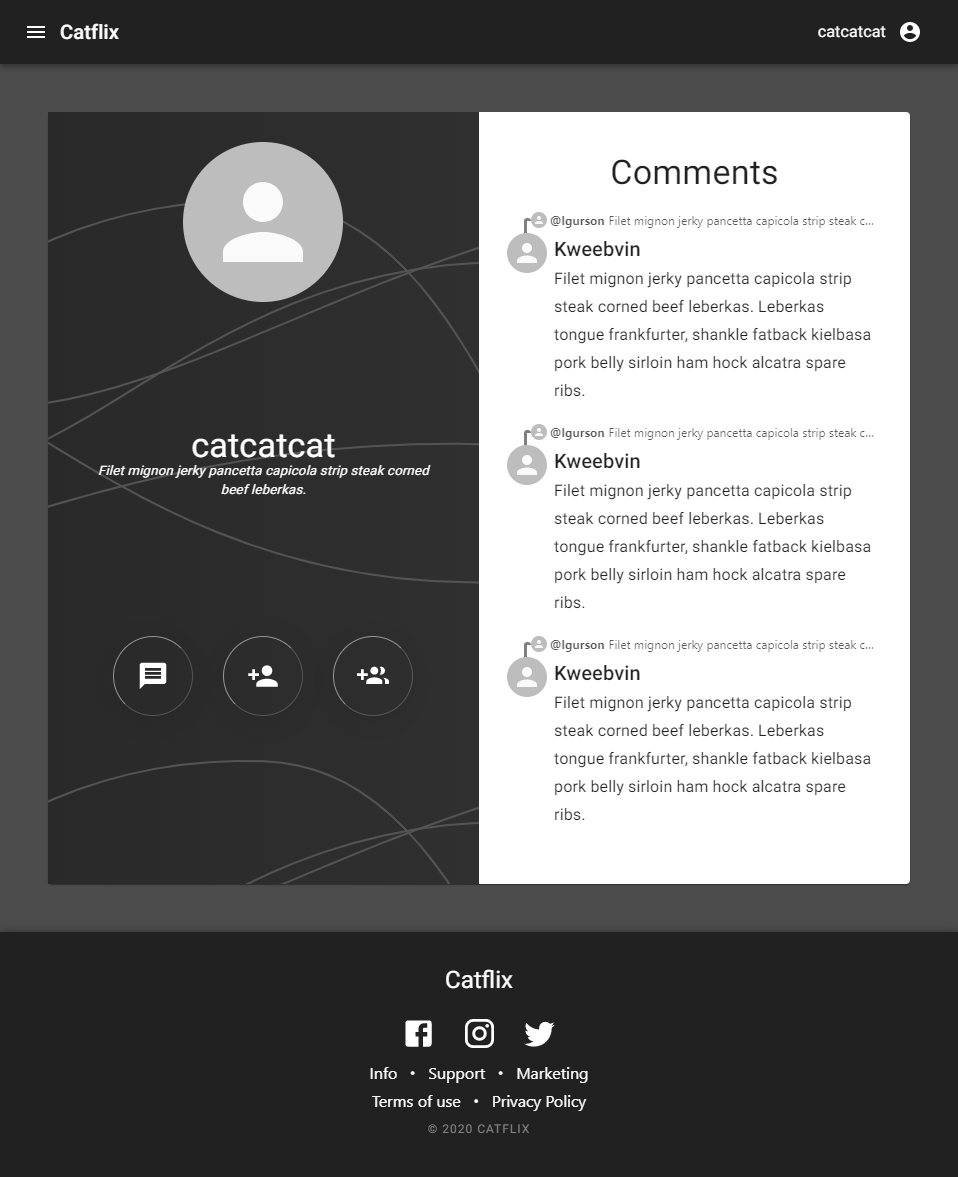 Catflix
catcatcat
catcatcat
Filet mignon jerky pancetta capicola strip steak corned
beef leberkas.
Comments
@lgurson Filet mignon jerky pancetta capicola strip steak c...
Kweebvin
Filet mignon jerky pancetta capicola strip
steak corned beef leberkas. Leberkas
tongue frankfurter, shankle fatback kielbasa
pork belly sirloin ham hock alcatra spare
ribs.
@lgurson Filet mignon jerky pancetta capicola strip steak c...
Kweebvin
Filet mignon jerky pancetta capicola strip
steak corned beef leberkas. Leberkas
tongue frankfurter, shankle fatback kielbasa
pork belly sirloin ham hock alcatra spare
ribs.
@lgurson Filet mignon jerky pancetta capicola strip steak c...
Kweebvin
Filet mignon jerky pancetta capicola strip
steak corned beef leberkas. Leberkas
tongue frankfurter, shankle fatback kielbasa
pork belly sirloin ham hock alcatra spare
ribs.
Catflix
Info • Support • Marketing
Terms of use • Privacy Policy
© 2020 CATFLIX